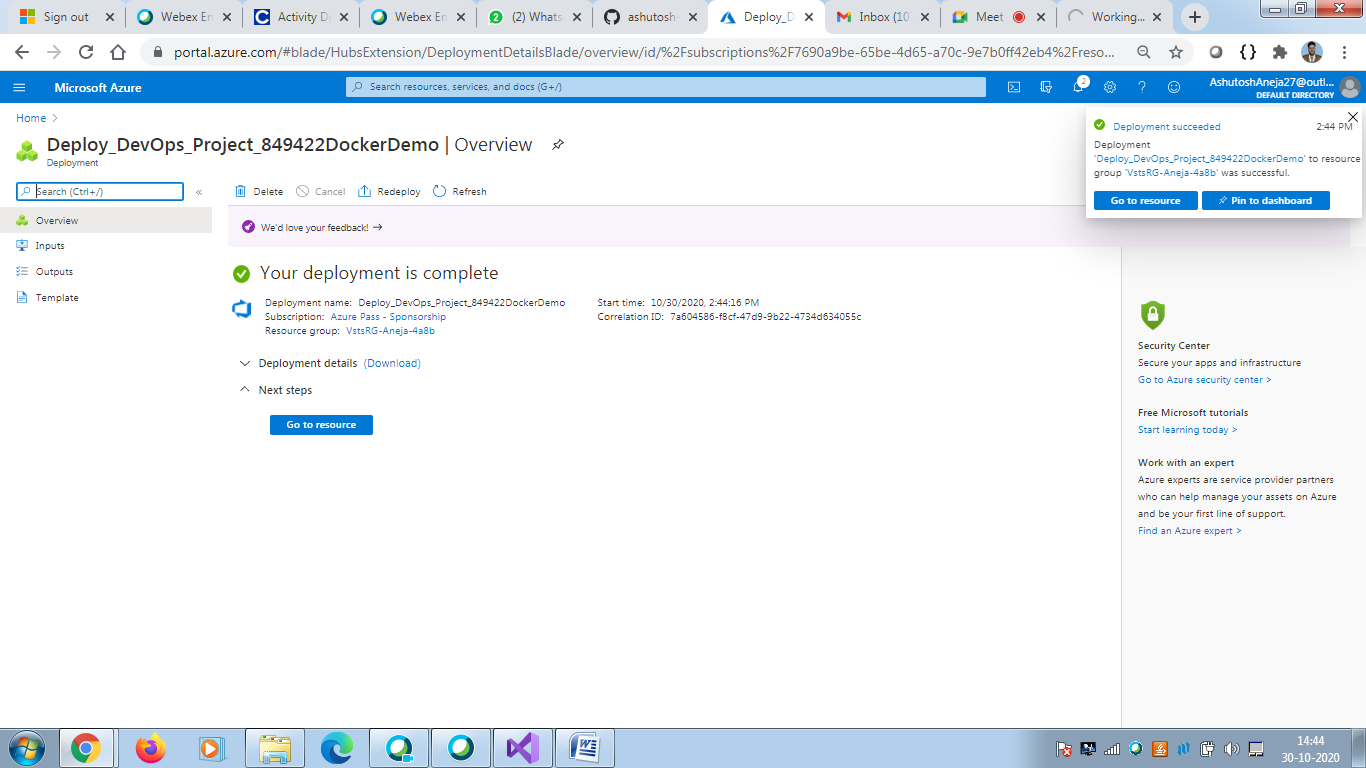 Sign out
Webex En
Activity D
Webex En
(2) Whats
ashutosh-
Deploy_D
Inbox (10
Meet
Working...
portal.azure.com/#blade/HubsExtension/DeploymentDetailsBlade/overview/id/%2Fsubscriptions%2F7690a9be-65be-4d65-a70c-9e7b0ff42eb4%2Freso...
Microsoft Azure
Search resources, services, and docs (G+/)
2
AshutoshAneja27@outl...
DEFAULT DIRECTORY
Home >
Deploy_DevOps_Project_849422DockerDemo | Overview
Deployment
Deployment succeeded 2:44 PM
Deployment
'Deploy_DevOps_Project_849422DockerDemo' to resource
group 'VstsRG-Aneja-4a8b' was successful.
Go to resource
Pin to dashboard
Search (Ctrl+/)
«
Overview
Inputs
Outputs
Template
Delete
Cancel
Redeploy
Refresh
We'd love your feedback! →
Your deployment is complete
Deployment name: Deploy_DevOps_Project_849422DockerDemo
Subscription: Azure Pass - Sponsorship
Resource group: VstsRG-Aneja-4a8b
Start time: 10/30/2020, 2:44:16 PM
Correlation ID: 7a604586-f8cf-47d9-9b22-4734d634055c
Deployment details (Download)
Next steps
Go to resource
Security Center
Secure your apps and infrastructure
Go to Azure security center >
Free Microsoft tutorials
Start learning today >
Work with an expert
Azure experts are service provider partners
who can help manage your assets on Azure
and be your first line of support.
Find an Azure expert >
14:44
30-10-2020